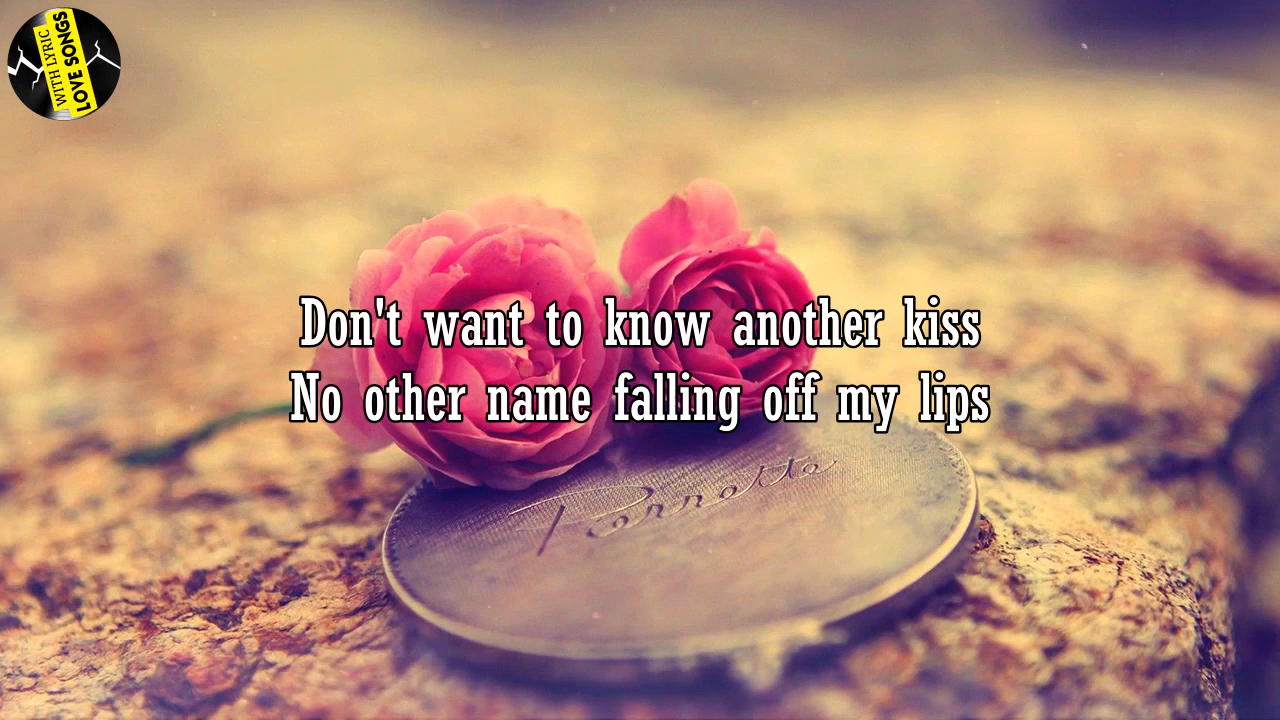 WITH LYRIC
LOVE SONGS
Don't want to know another kiss
No other name falling off my lips